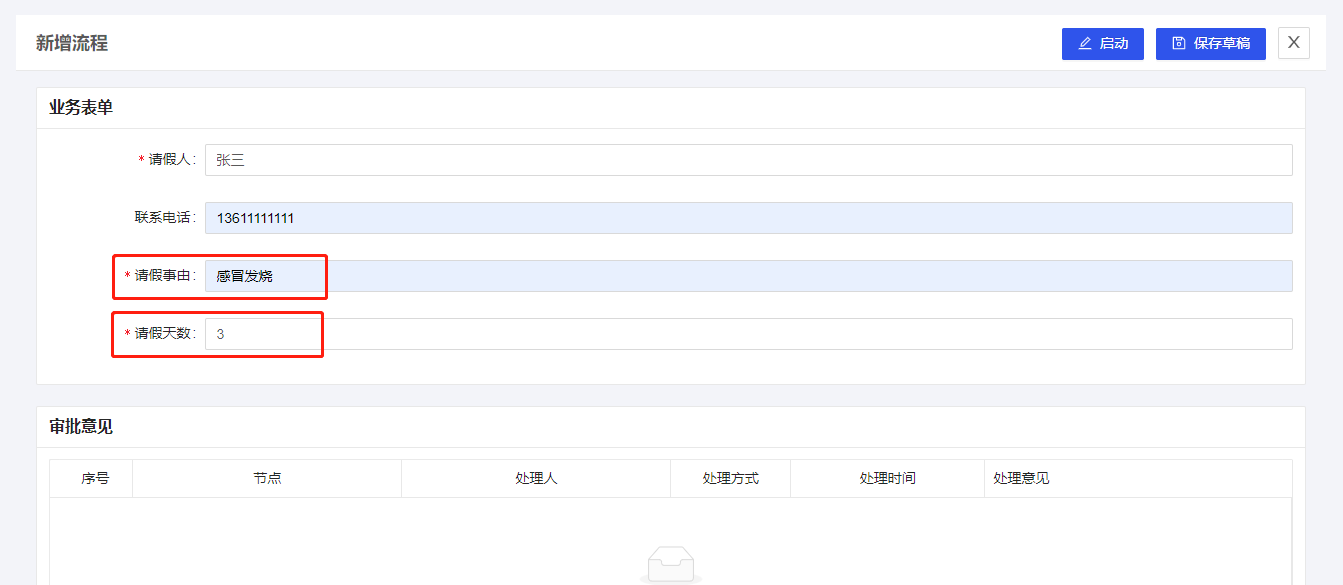 新增流程
启动
保存草稿
X
业务表单
* 请假人:
张三
联系电话:
13611111111
* 请假事由:
感冒发烧
* 请假天数:
3
审批意见
序号 节点 处理人 处理方式 处理时间 处理意见